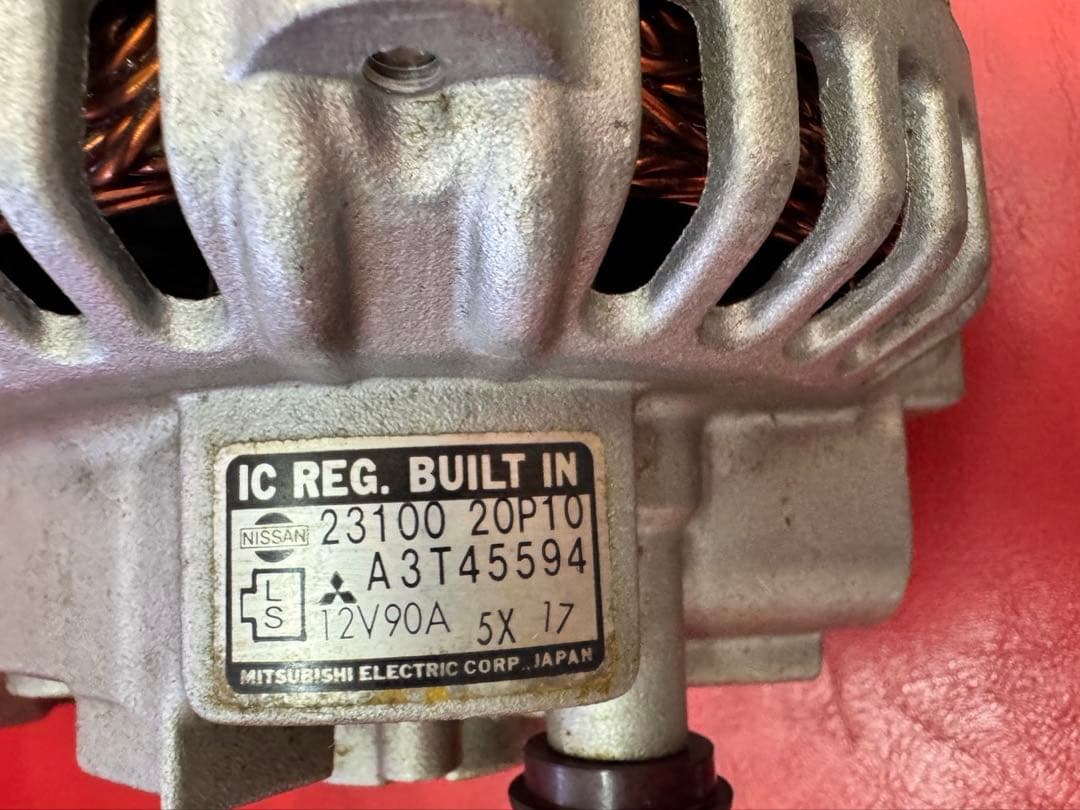 IC REG. BUILT IN
NISSAN 23100 20P10
A3T45594
L
S
12V90A 5X 17
MITSUBISHI ELECTRIC CORP., JAPAN